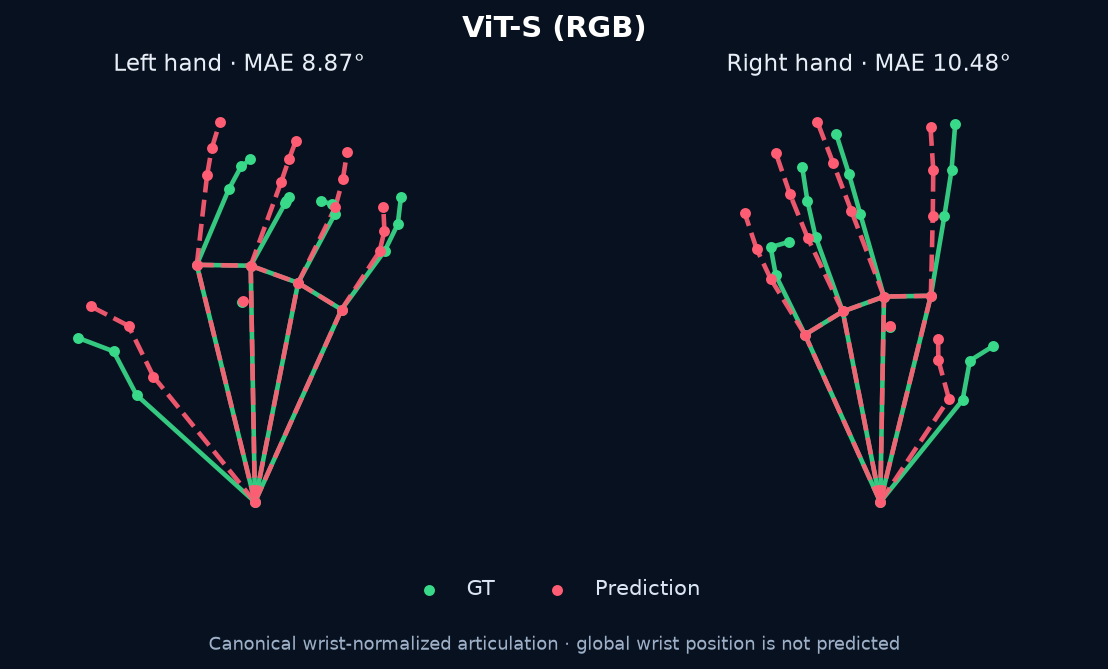 ViT-S (RGB)
Left hand · MAE 8.87°
Right hand · MAE 10.48°
GT
Prediction
Canonical wrist-normalized articulation · global wrist position is not predicted